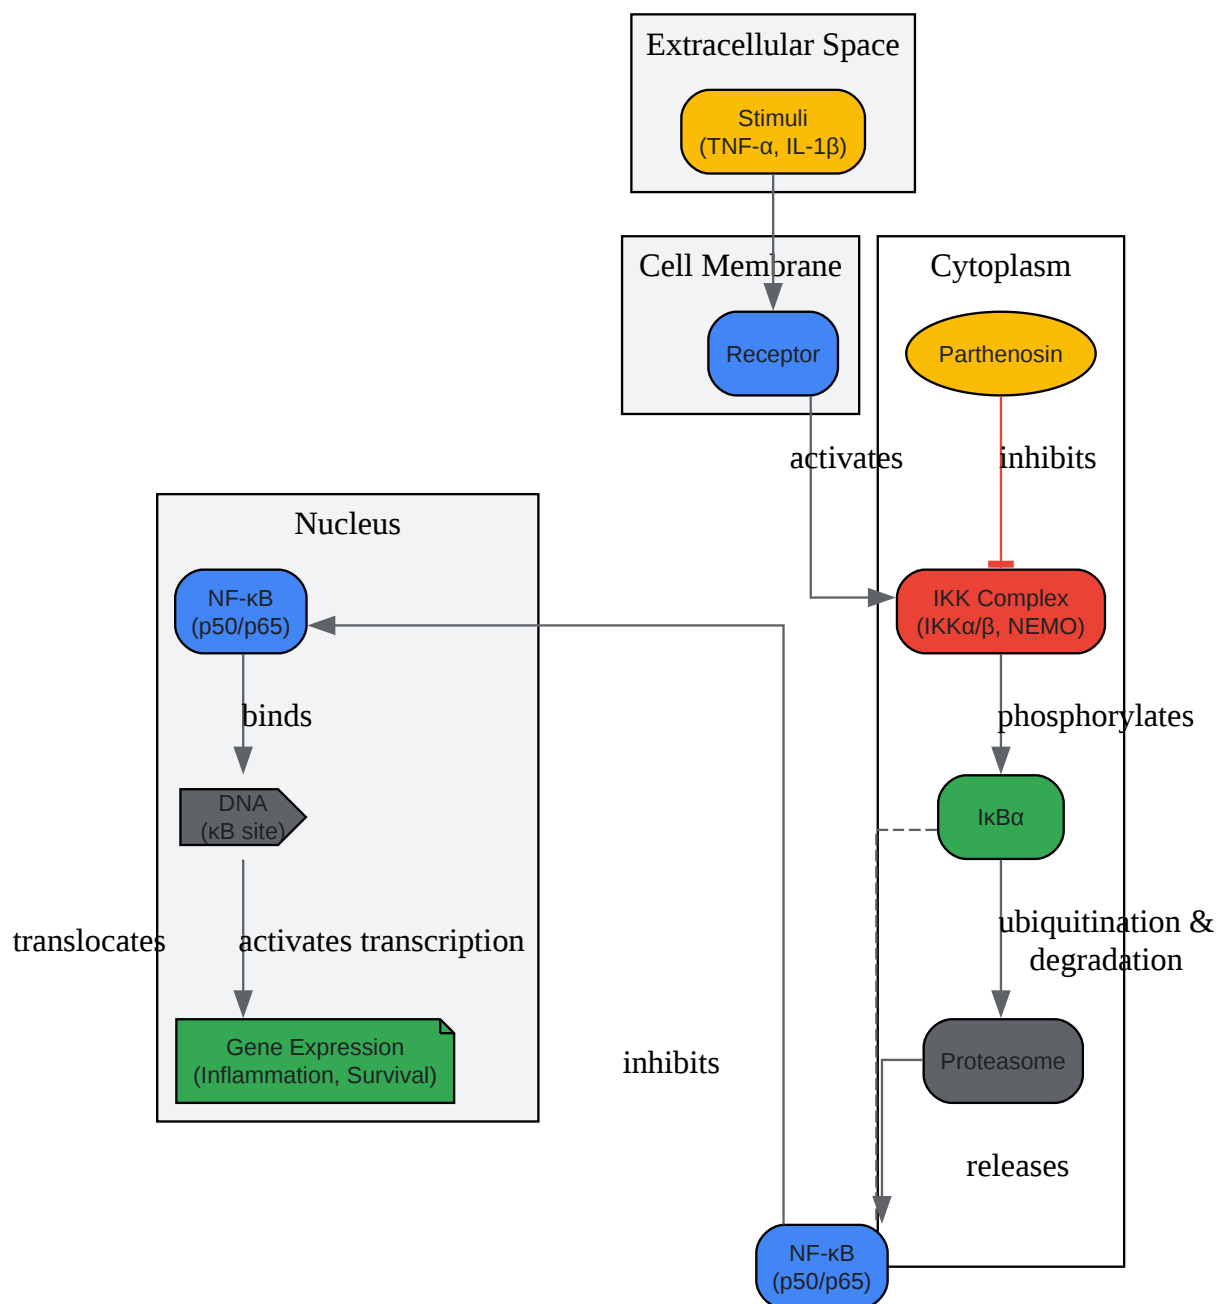 Extracellular Space
Stimuli
(TNF-α, IL-1β)
Cell Membrane
Receptor
Cytoplasm
Parthenosin
activates
inhibits
IKK Complex
(IKKα/β, NEMO)
phosphorylates
IκBα
ubiquitination &
degradation
Proteasome
releases
inhibits
NF-κB
(p50/p65)
Nucleus
NF-κB
(p50/p65)
binds
DNA
(κB site)
translocates
activates transcription
Gene Expression
(Inflammation, Survival)